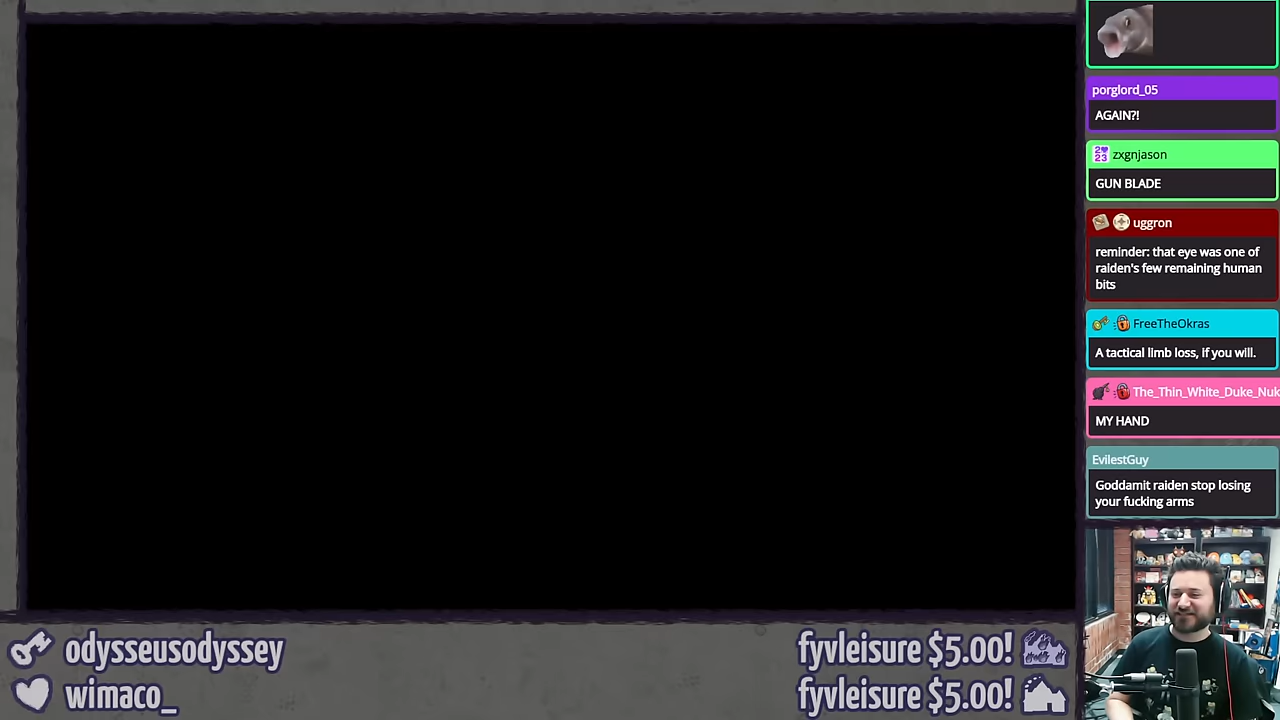 porglord_05
AGAIN?!
zxgnjason
GUN BLADE
uggron
reminder: that eye was one of
raiden's few remaining human
bits
FreeTheOkras
A tactical limb loss, if you will.
The_Thin_White_Duke_Nuk
MY HAND
EvilestGuy
Goddamit raiden stop losing
your fucking arms
odysseusodyssey
fyvleisure $5.00!
wimaco_
fyvleisure $5.00!